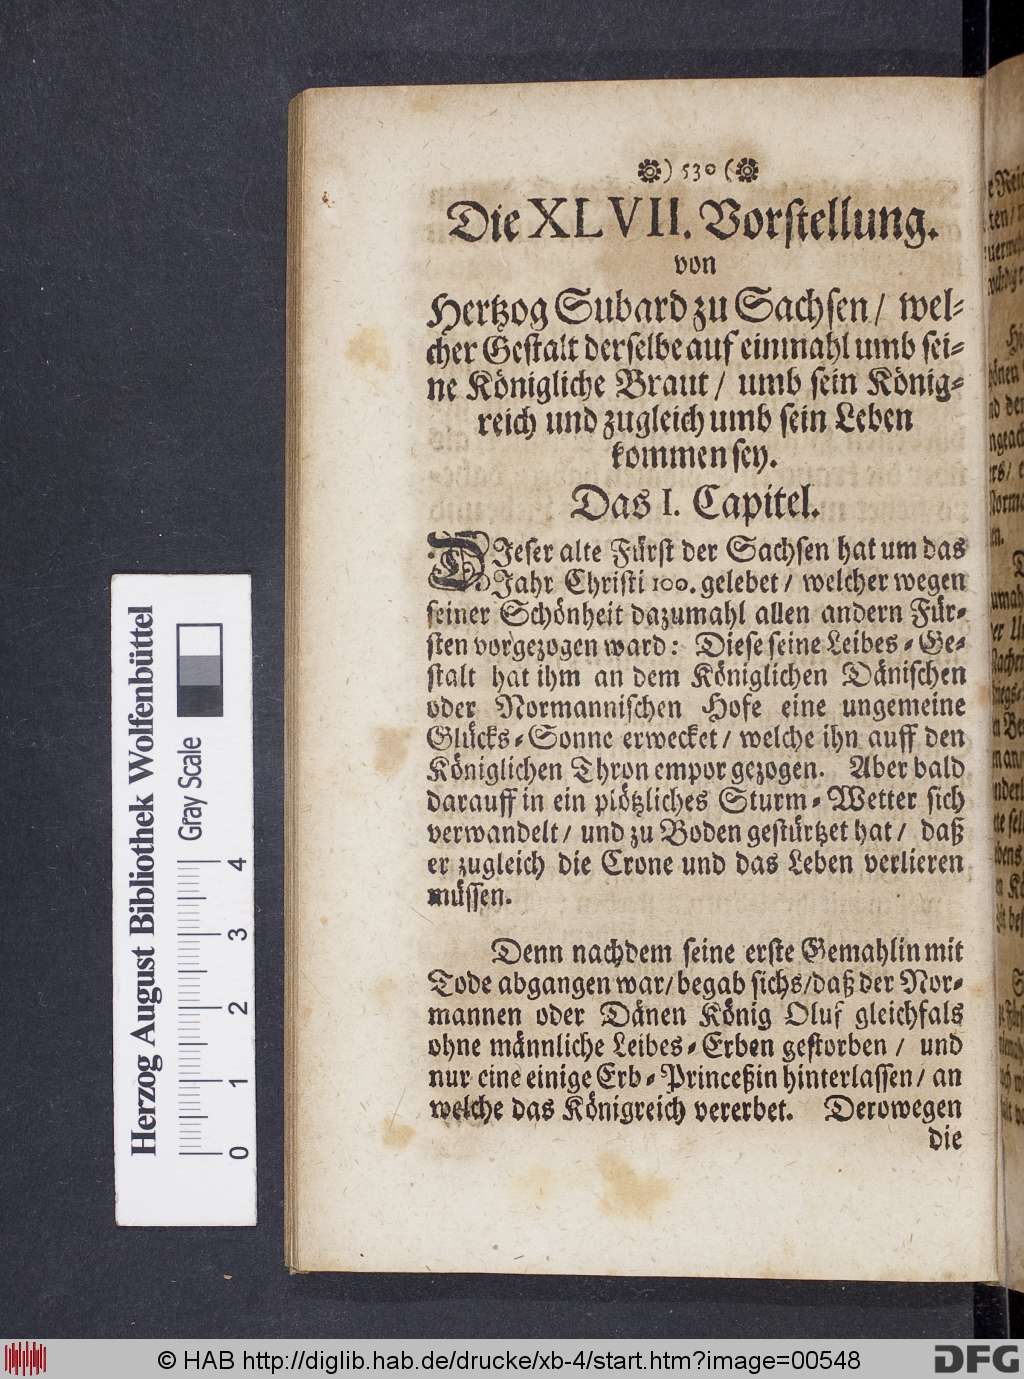 ) 530 (
Die XLVII. Vorſtellung.
von
Hertzog Subard zu Sachſen/ wel-
cher Geſtalt derſelbe auf einmahl umb ſei-
ne Königliche Braut/ umb ſein König-
reich und zugleich umb ſein Leben
kommen ſey.
Das I. Capitel.
DIeſer alte Fürſt der Sachſen hat um das
Jahr Chriſti 100. gelebet/ welcher wegen
ſeiner Schönheit dazumahl allen andern Für-
ſten vorgezogen ward: Dieſe ſeine Leibes-Ge-
ſtalt hat ihm an dem Königlichen Däniſchen
oder Normanniſchen Hofe eine ungemeine
Glücks-Sonne erwecket/ welche ihn auff den
Königlichen Thron empor gezogen. Aber bald
darauff in ein plötzliches Sturm-Wetter ſich
verwandelt/ und zu Boden geſtürtzet hat/ daß
er zugleich die Crone und das Leben verlieren
müſſen.
Denn nachdem ſeine erſte Gemahlin mit
Tode abgangen war/ begab ſichs/ daß der Nor-
mannen oder Dänen König Oluf gleichfals
ohne männliche Leibes-Erben geſtorben/ und
nur eine einige Erb-Princeßin hinterlaſſen/ an
welche das Königreich vererbet. Derowegen
die
Herzog August Bibliothek Wolfenbüttel
Gray Scale
0 1 2 3 4
© HAB http://diglib.hab.de/drucke/xb-4/start.htm?image=00548
DFG